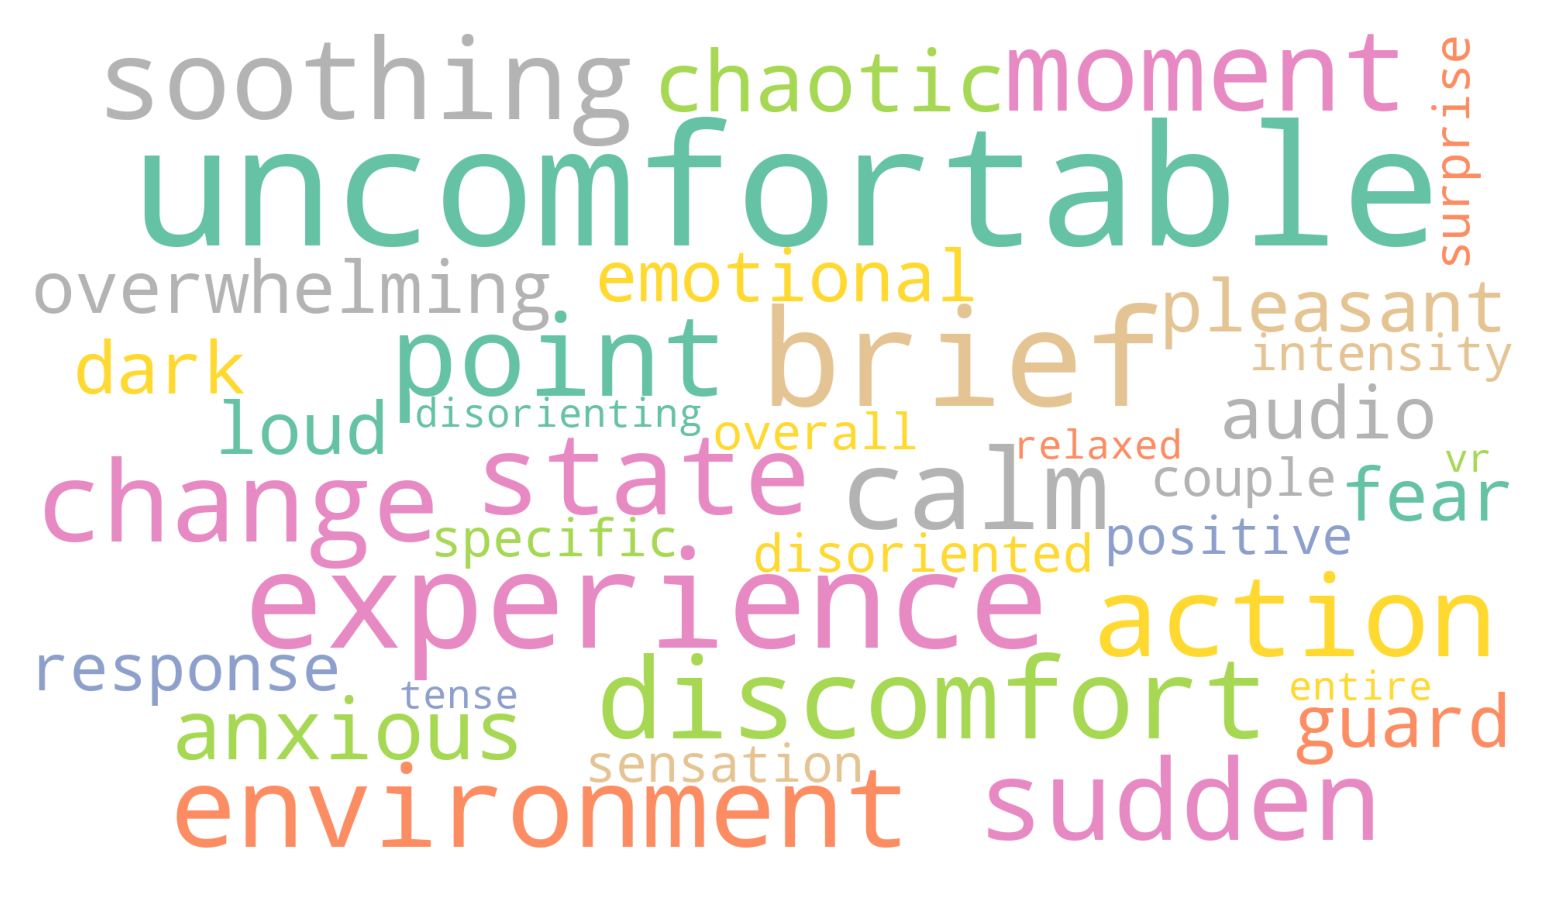 soothing
chaotic
moment
surprise
uncomfortable
overwhelming
emotional
pleasant
dark
point
brief
intensity
loud
disorienting
overall
relaxed
audio
change
state
calm
couple
vr
fear
specific
disoriented
positive
experience
action
response
tense
discomfort
entire
anxious
guard
sensation
environment
sudden